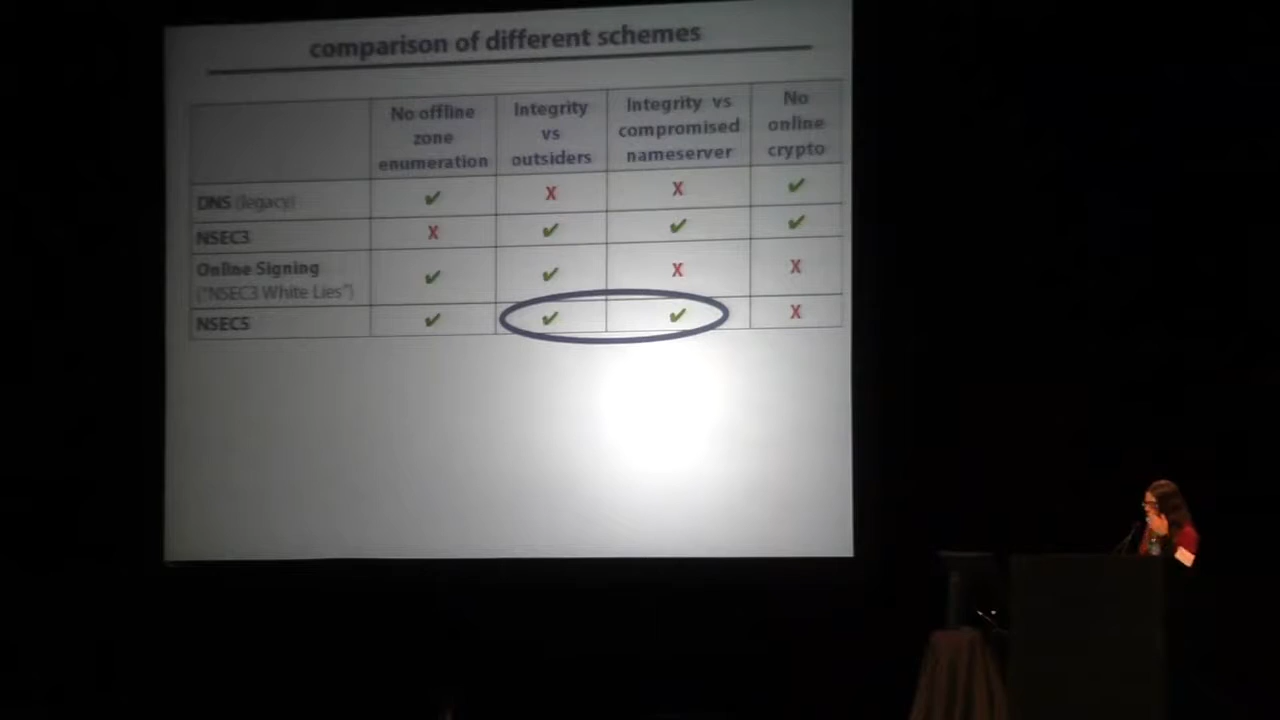 comparison of different schemes
No offline
zone
enumeration
Integrity
vs
outsiders
Integrity vs
compromised
nameserver
No
online
crypto
DNS (legacy)
✔ X X ✔
NSEC3
X ✔ ✔ ✔
Online Signing
("NSEC3 White Lies")
✔ ✔ X X
NSEC5
✔ ✔ ✔ X